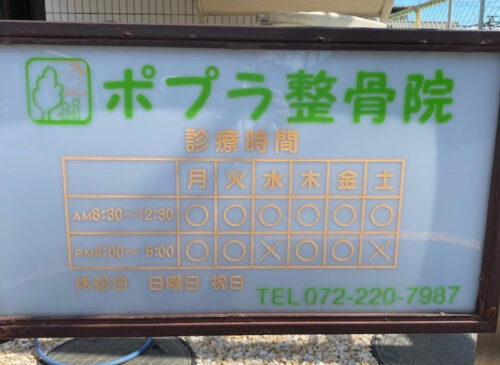 ポプラ整骨院
診療時間
月 火 水 木 金 土
AM8:30〜12:30 ○ ○ ○ ○ ○ ○
PM4:00〜8:00 ○ ○ × ○ ○ ×
休診日 日曜日 祝日
TEL 072-220-7987